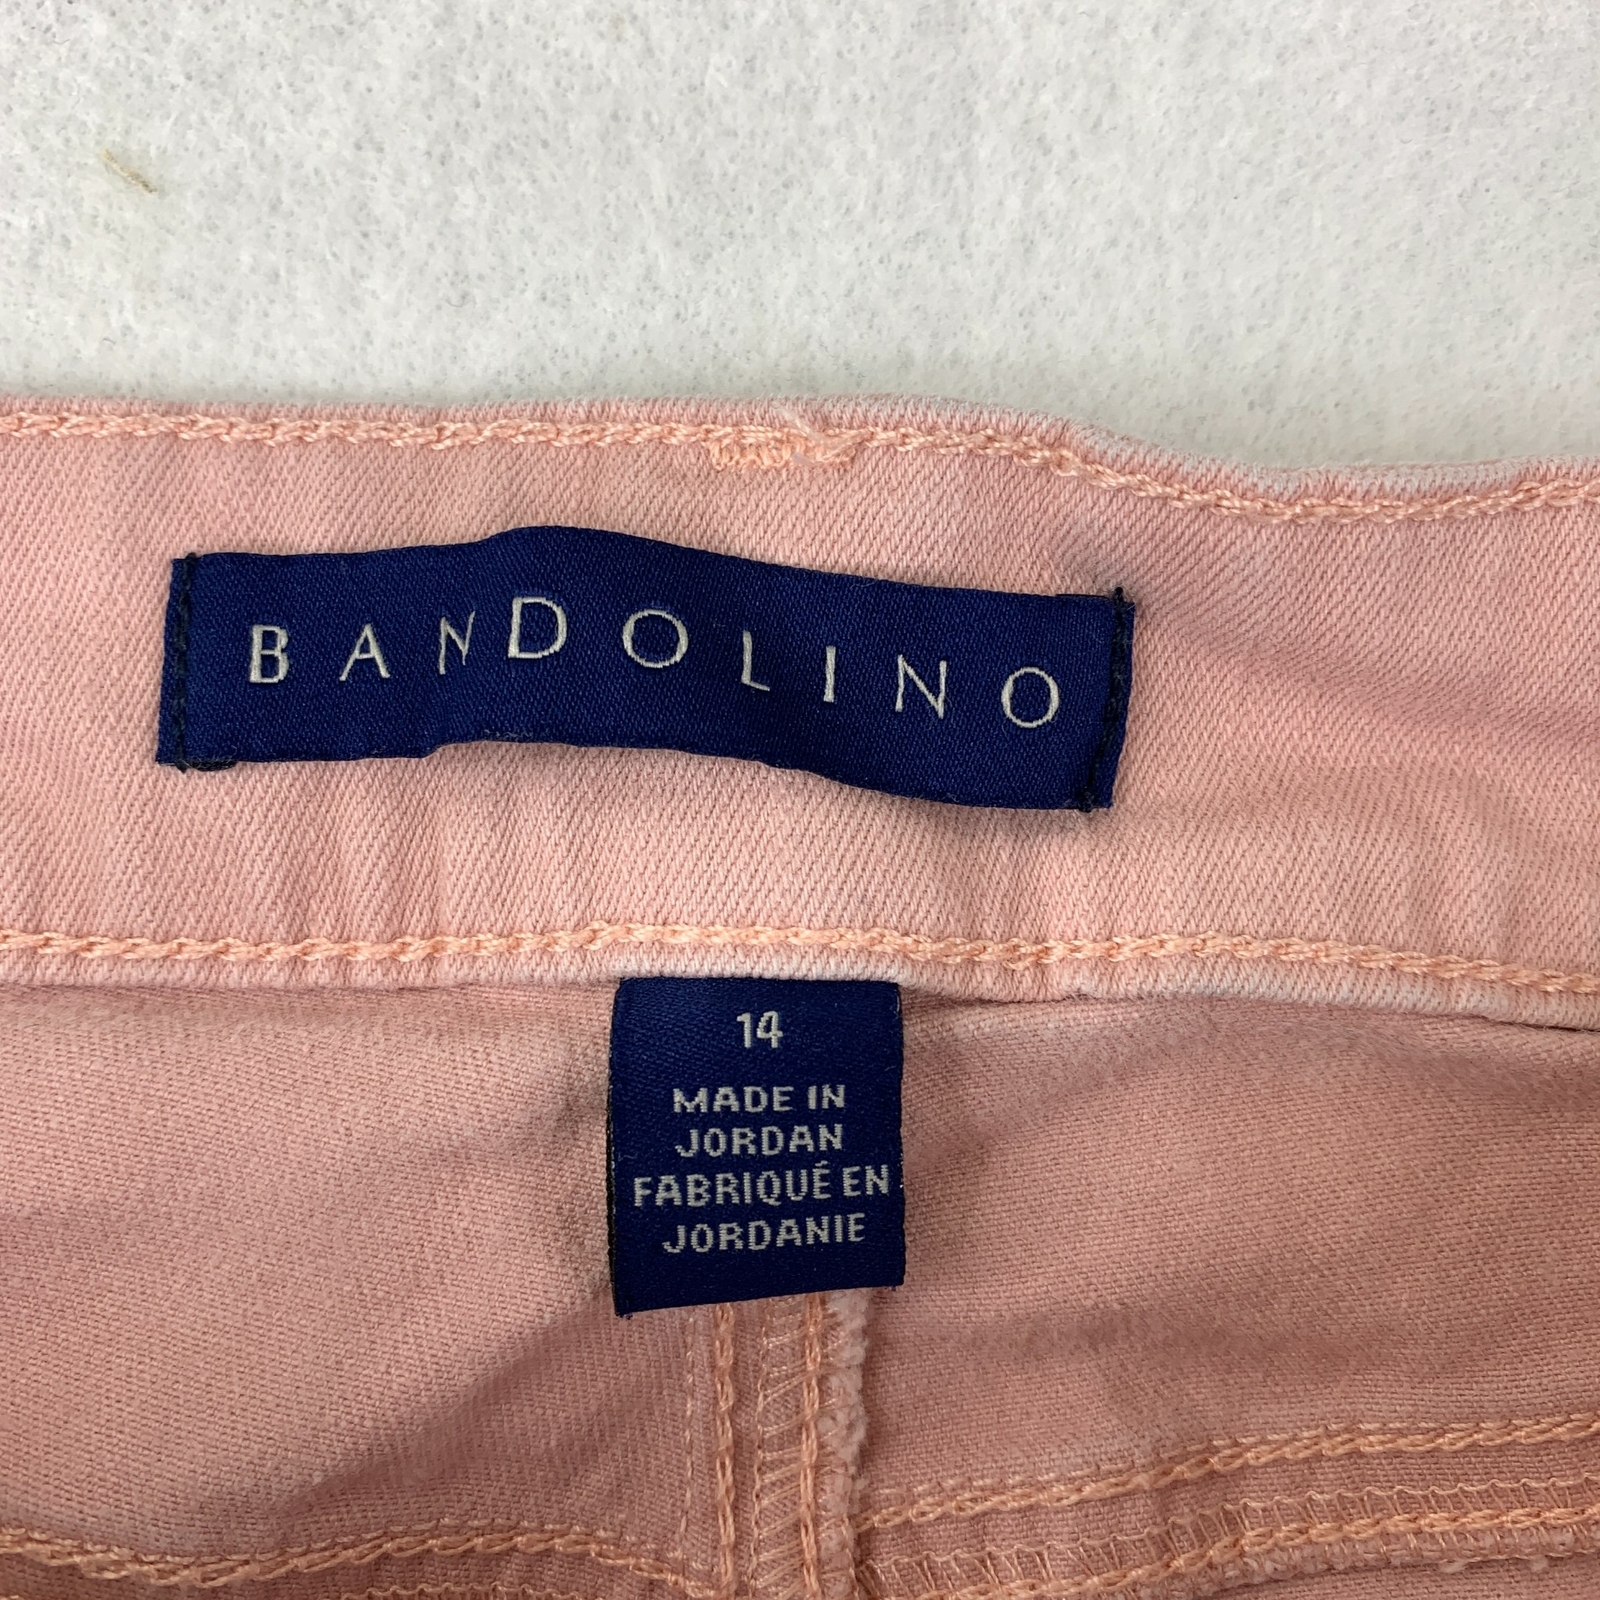 BANDOLINO
14
MADE IN
JORDAN
FABRIQUÉ EN
JORDANIE